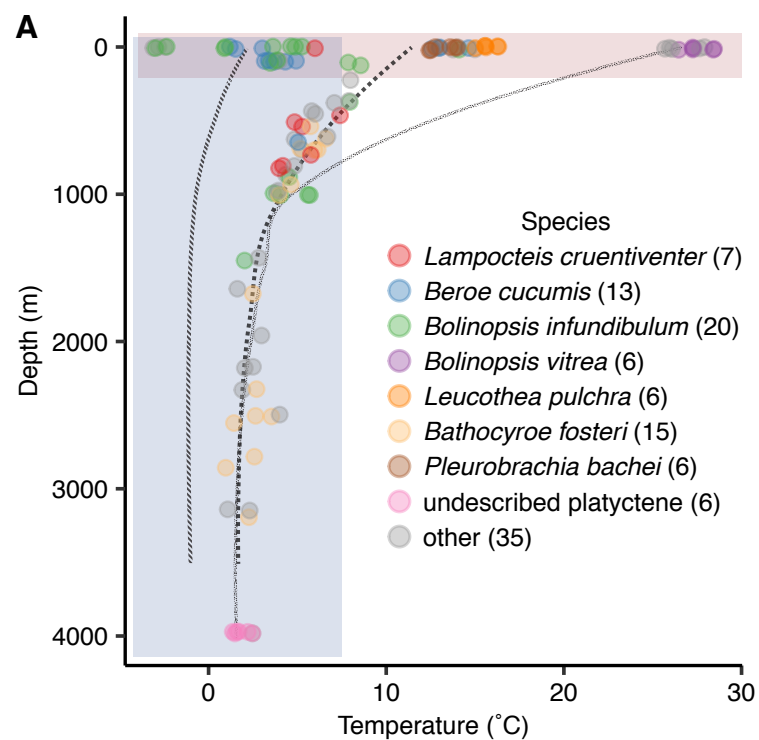 A
0
1000
2000
3000
4000
Depth (m)
Species
Lampocteis cruentiventer (7)
Beroe cucumis (13)
Bolinopsis infundibulum (20)
Bolinopsis vitrea (6)
Leucothea pulchra (6)
Bathocyroe fosteri (15)
Pleurobrachia bachei (6)
undescribed platyctene (6)
other (35)
0 10 20 30
Temperature (˚C)